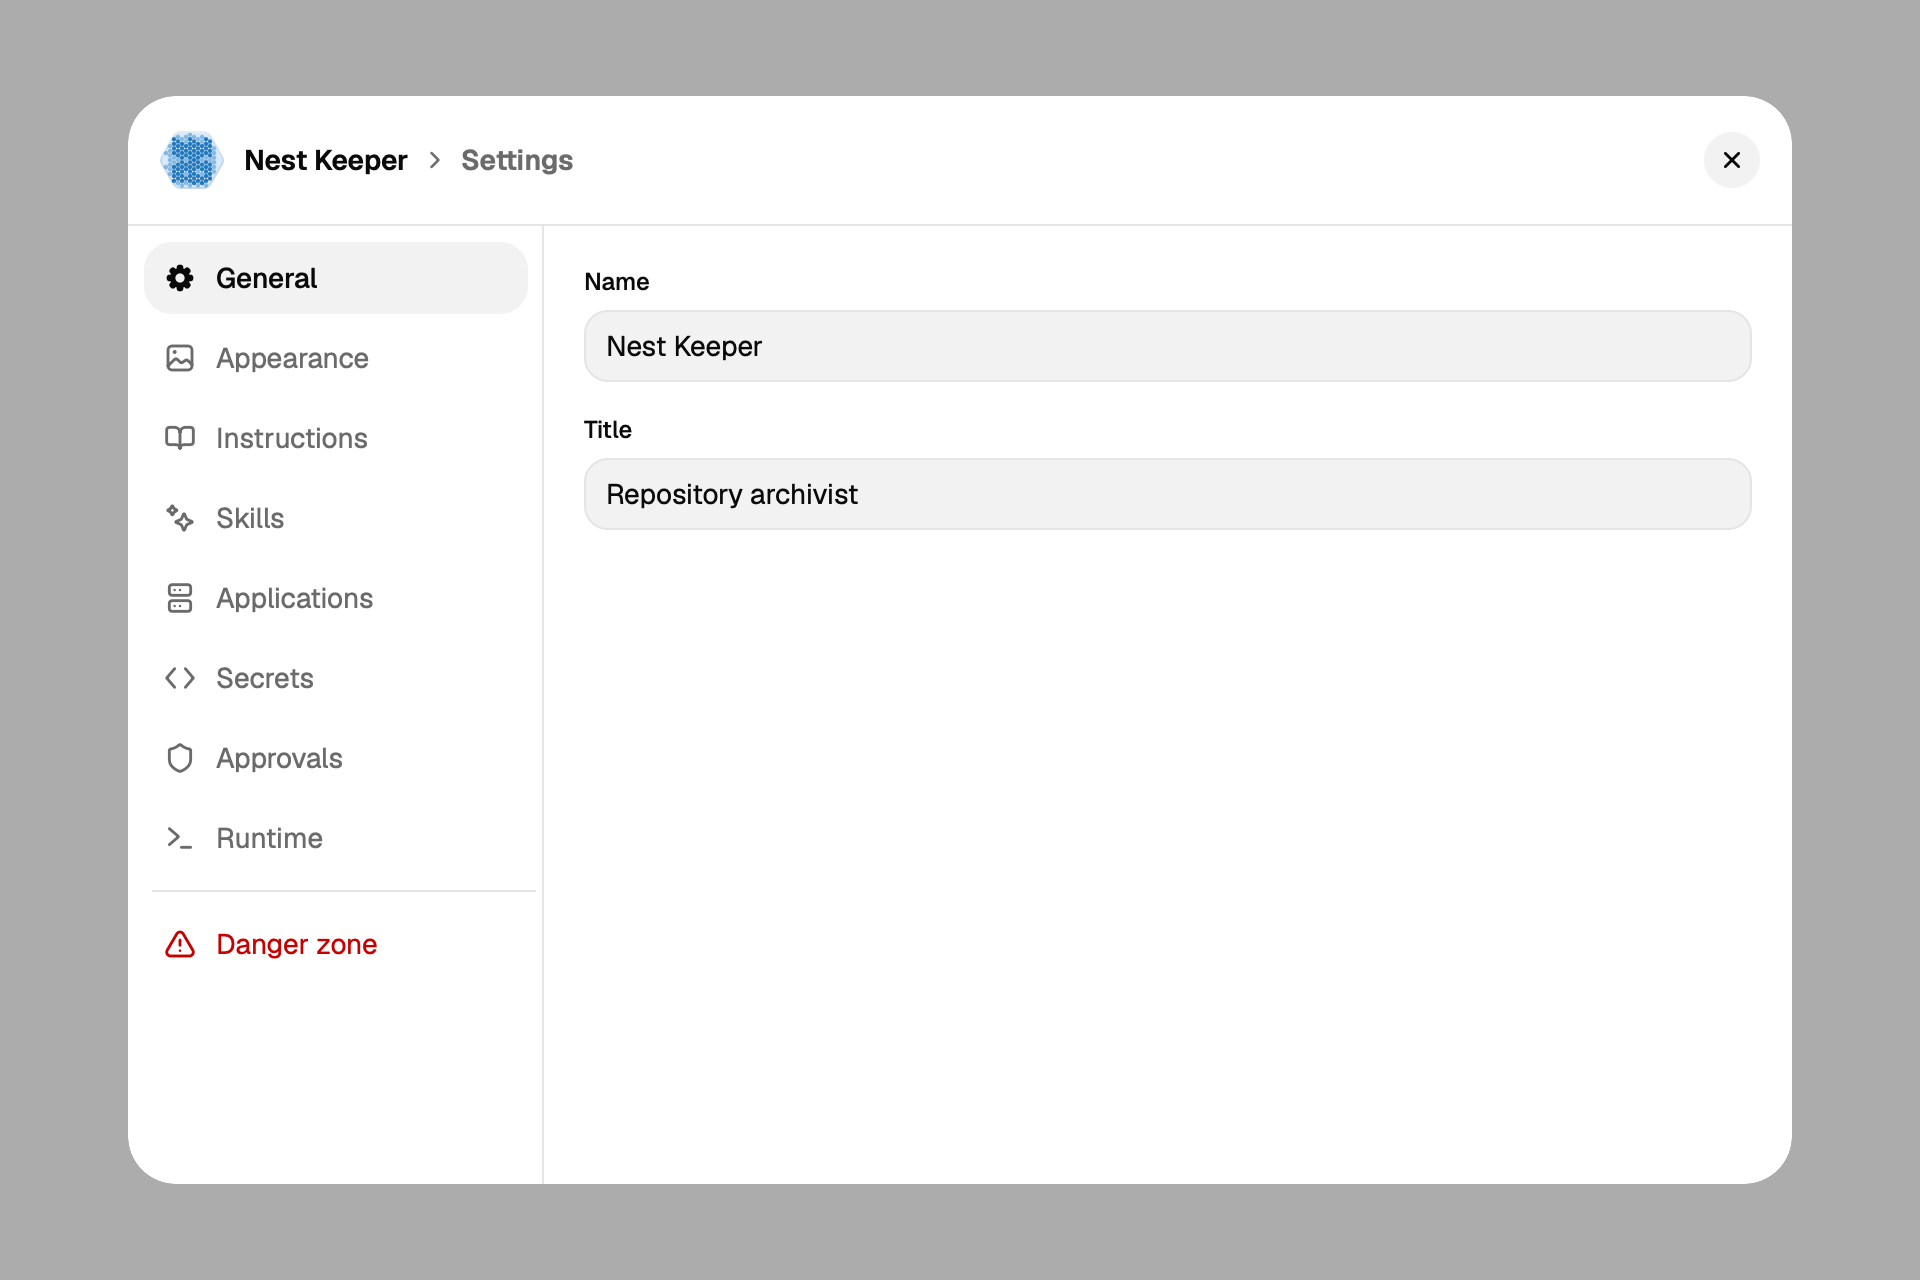 Nest Keeper > Settings
General
Appearance
Instructions
Skills
Applications
Secrets
Approvals
Runtime
Danger zone
Name
Nest Keeper
Title
Repository archivist